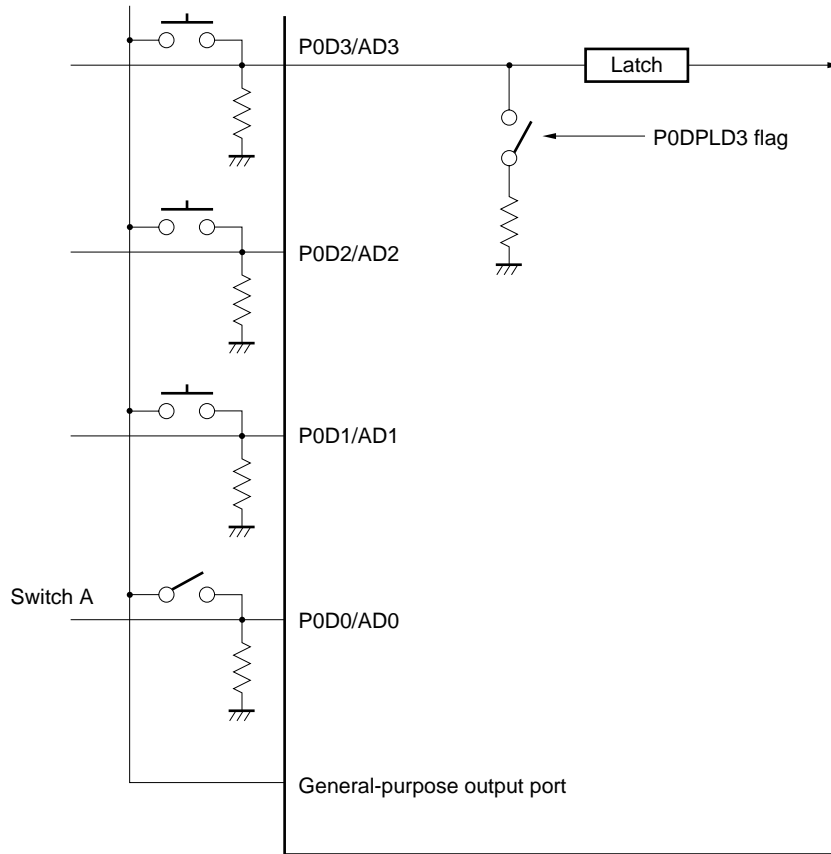 P0D3/AD3
Latch
P0DPLD3 flag
P0D2/AD2
P0D1/AD1
Switch A
P0D0/AD0
General-purpose output port